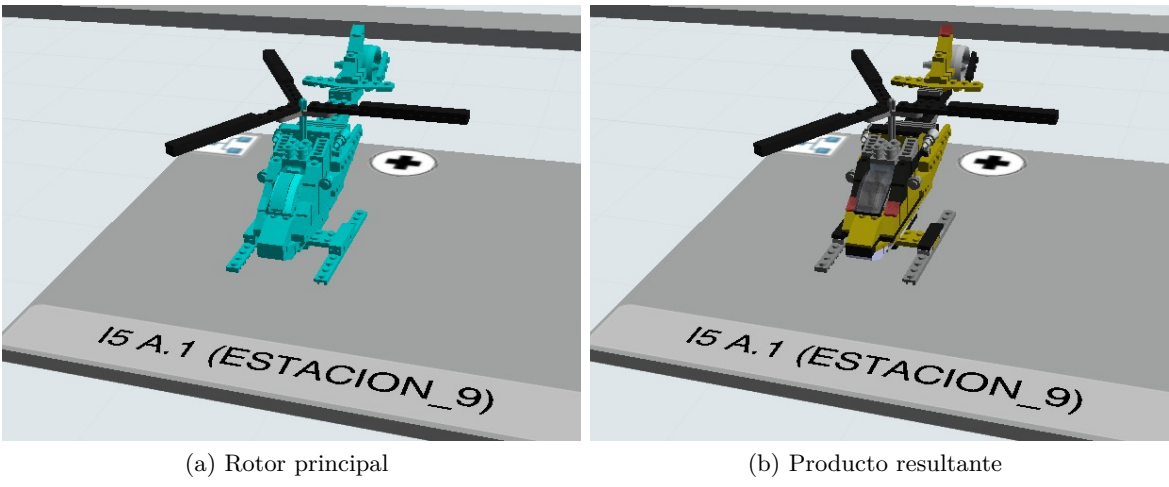 I5 A.1 (ESTACION_9)
I5 A.1 (ESTACION_9)
(a) Rotor principal
(b) Producto resultante